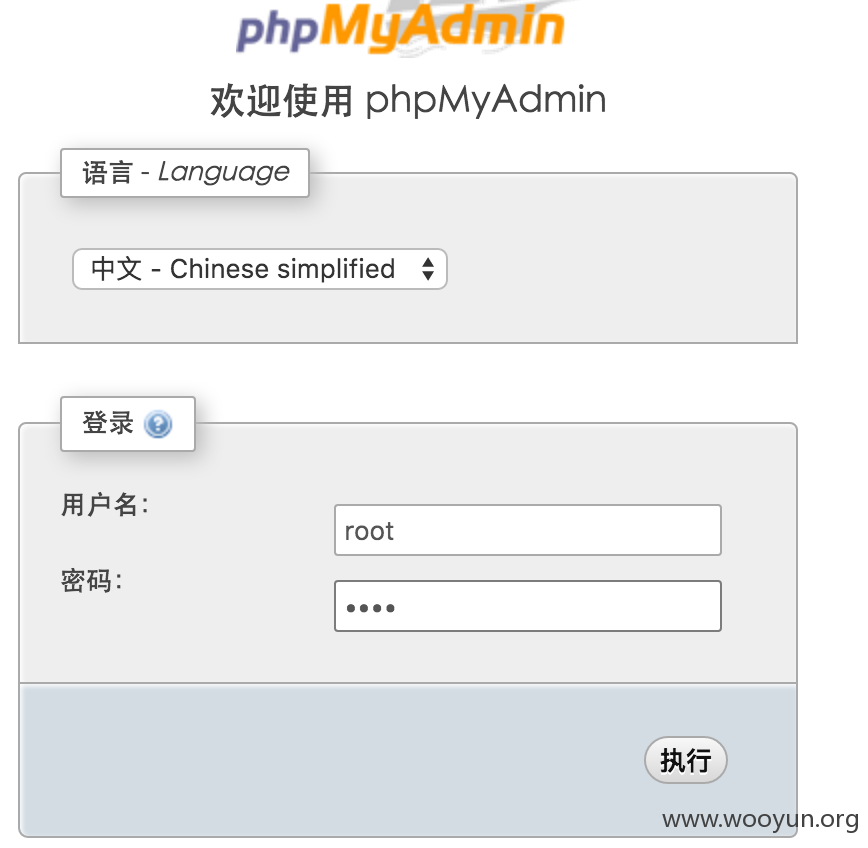 phpMyAdmin
欢迎使用 phpMyAdmin
语言 - Language
中文 - Chinese simplified
登录
用户名：
root
密码：
••••
执行
www.wooyun.org